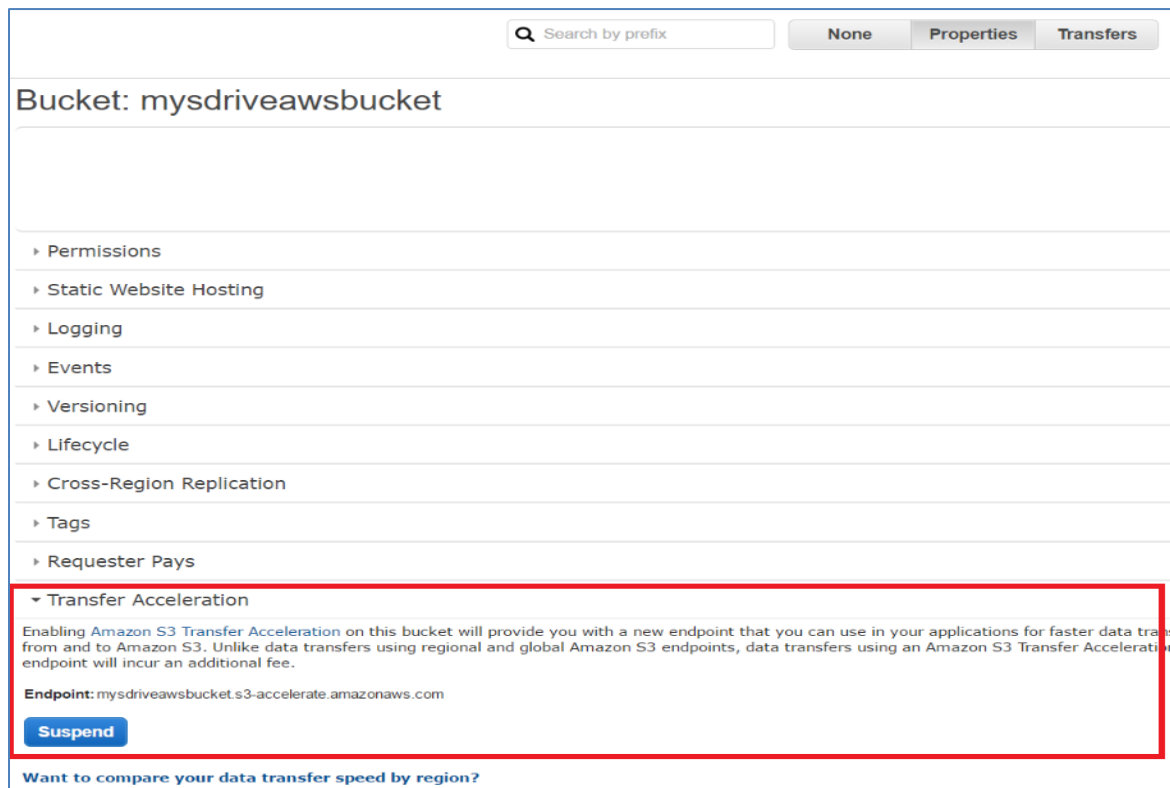 Search by prefix None Properties Transfers
Bucket: mysdriveawsbucket
Permissions
Static Website Hosting
Logging
Events
Versioning
Lifecycle
Cross-Region Replication
Tags
Requester Pays
Transfer Acceleration
Enabling Amazon S3 Transfer Acceleration on this bucket will provide you with a new endpoint that you can use in your applications for faster data
from and to Amazon S3. Unlike data transfers using regional and global Amazon S3 endpoints, data transfers using an Amazon S3 Transfer
endpoint will incur an additional fee.
Endpoint: mysdriveawsbucket.s3-accelerate.amazonaws.com
Suspend
Want to compare your data transfer speed by region?